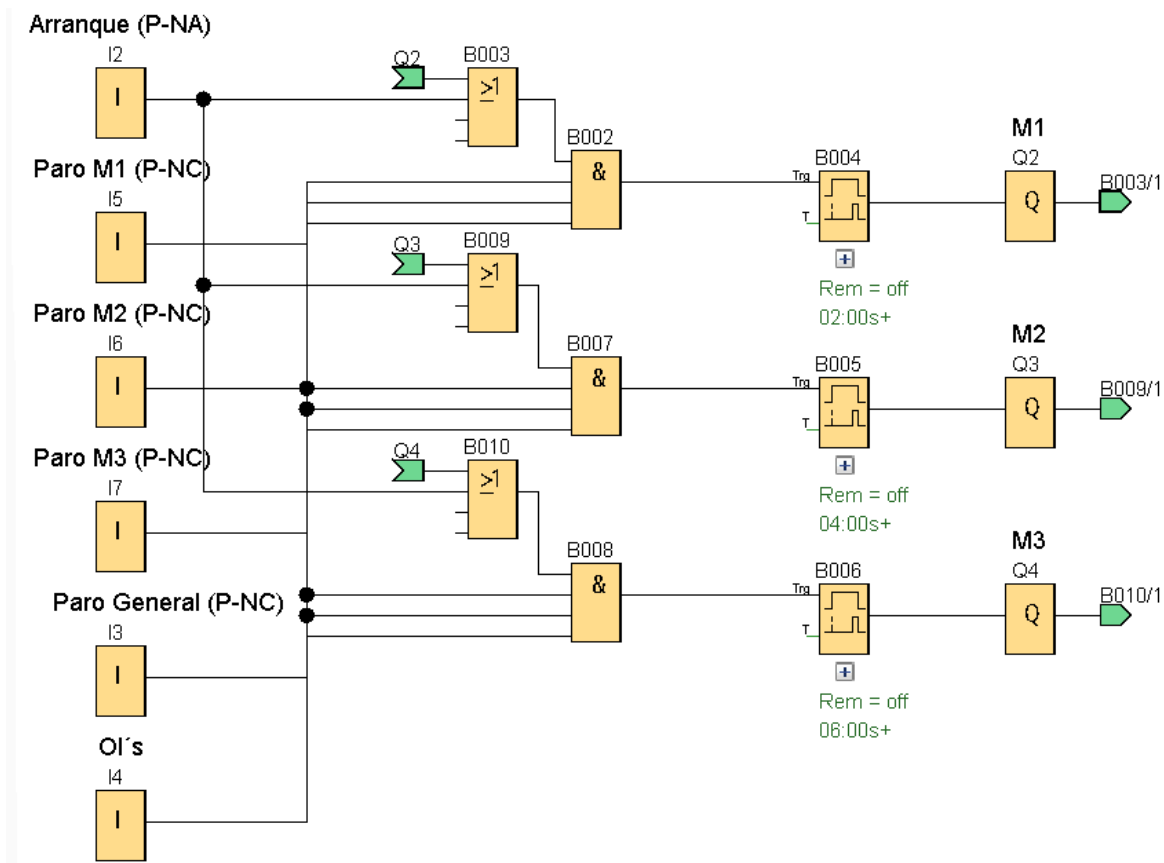 Arranque (P-NA)
I2
I
Q2
B003
≥1
B002
&
Paro M1 (P-NC)
I5
I
B004
Trg
T
Rem = off
02:00s+
M1
Q2
Q
B003/1
Q3
B009
≥1
Paro M2 (P-NC)
I6
I
B007
&
B005
Trg
T
Rem = off
04:00s+
M2
Q3
Q
B009/1
Q4
B010
≥1
Paro M3 (P-NC)
I7
I
B008
&
B006
Trg
T
Rem = off
06:00s+
M3
Q4
Q
B010/1
Paro General (P-NC)
I3
I
Ol´s
I4
I